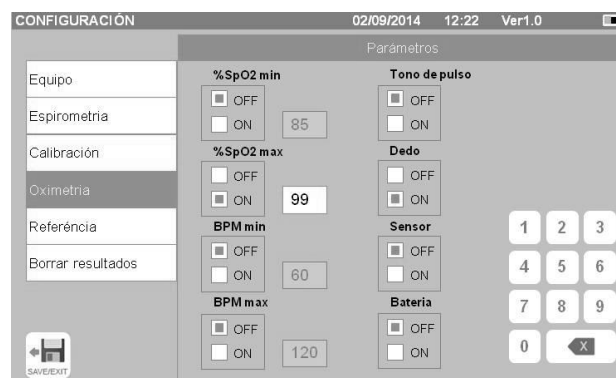 CONFIGURACIÓN 02/09/2014 12:22 Ver1.0
Parámetros
Equipo
Espirometria
Calibración
Oximetria
Referéncia
Borrar resultados
SAVE/EXIT
%SpO2 min
OFF
ON 85
%SpO2 max
OFF
ON 99
BPM min
OFF
ON 60
BPM max
OFF
ON 120
Tono de pulso
OFF
ON
Dedo
OFF
ON
Sensor
OFF
ON
Bateria
OFF
ON
1 2 3
4 5 6
7 8 9
0 X